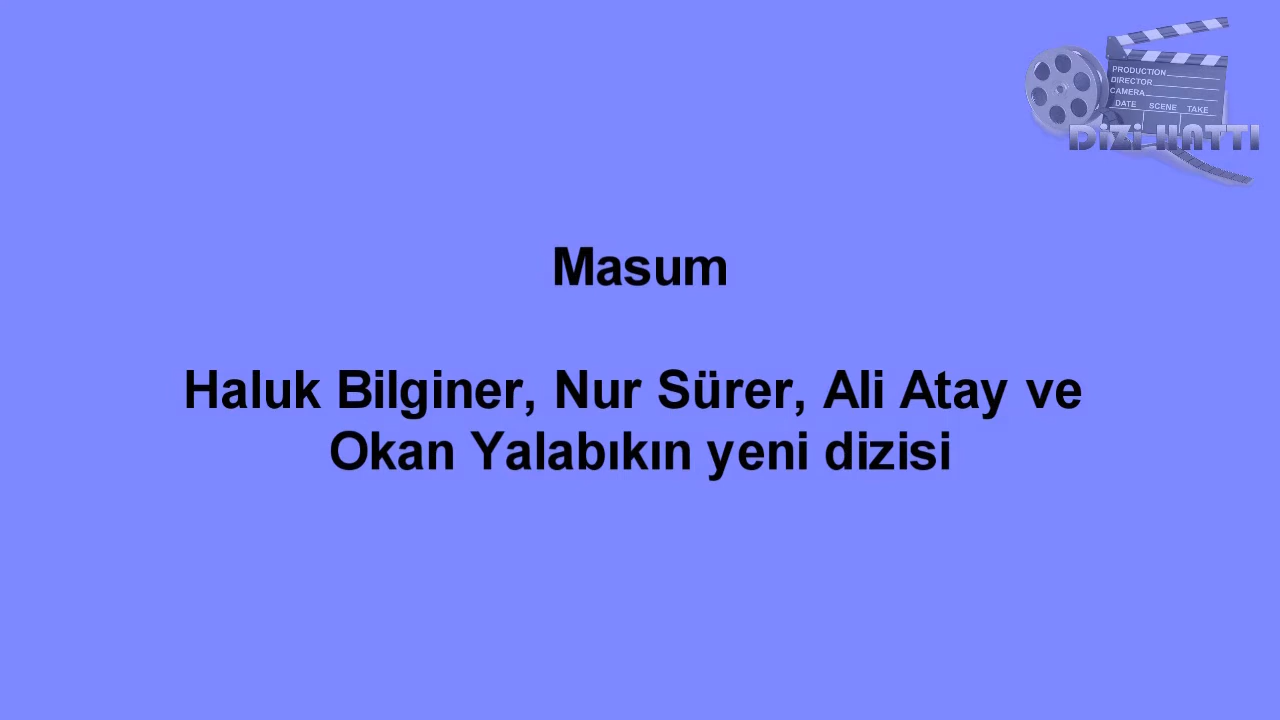 PRODUCTION
DIRECTOR
CAMERA
DATE SCENE TAKE
DiZi HATTI
Masum
Haluk Bilginer, Nur Sürer, Ali Atay ve
Okan Yalabıkın yeni dizisi